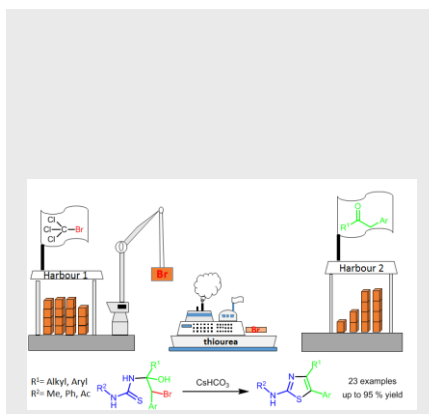 Cl
Cl
C
Br
Cl
O
R¹
Ar
Harbour 1
Br
Harbour 2
Br
thiourea
R¹= Alkyl, Aryl
R²= Me, Ph, Ac
R¹
HN
OH
R²
N
H
S
Br
Ar
CsHCO₃
R¹
N
R²
N
H
S
Ar
23 examples
up to 95 % yield